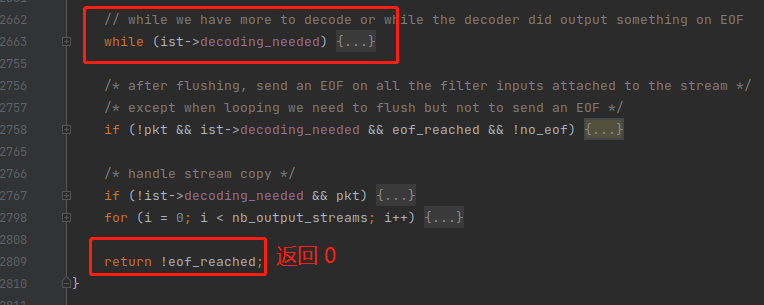 2662 // while we have more to decode or while the decoder did output something on EOF
2663 while (ist->decoding_needed) {...}
2755
2756 /* after flushing, send an EOF on all the filter inputs attached to the stream */
2757 /* except when looping we need to flush but not to send an EOF */
2758 if (!pkt && ist->decoding_needed && eof_reached && !no_eof) {...}
2765
2766 /* handle stream copy */
2767 if (!ist->decoding_needed && pkt) {...}
2798 for (i = 0; i < nb_output_streams; i++) {...}
2808
2809 return !eof_reached; 返回 0
2810 }